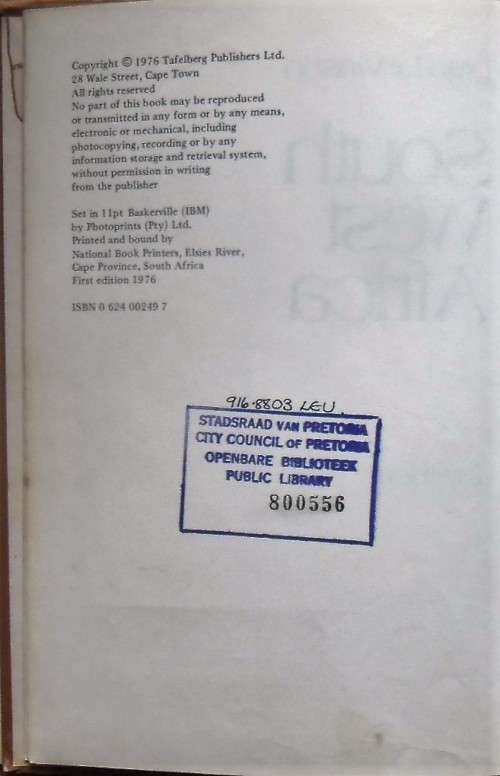 Copyright © 1976 Tafelberg Publishers Ltd.
28 Wale Street, Cape Town
All rights reserved
No part of this book may be reproduced
or transmitted in any form or by any means,
electronic or mechanical, including
photocopying, recording or by any
information storage and retrieval system,
without permission in writing
from the publisher
Set in 11pt Baskerville (IBM)
by Photoprints (Pty) Ltd.
Printed and bound by
National Book Printers, Elsies River,
Cape Province, South Africa
First edition 1976
ISBN 0 624 00249 7
916.8803 LEV
STADSRAAD VAN PRETORIA
CITY COUNCIL OF PRETORIA
OPENBARE BIBLIOTEEK
PUBLIC LIBRARY
800556